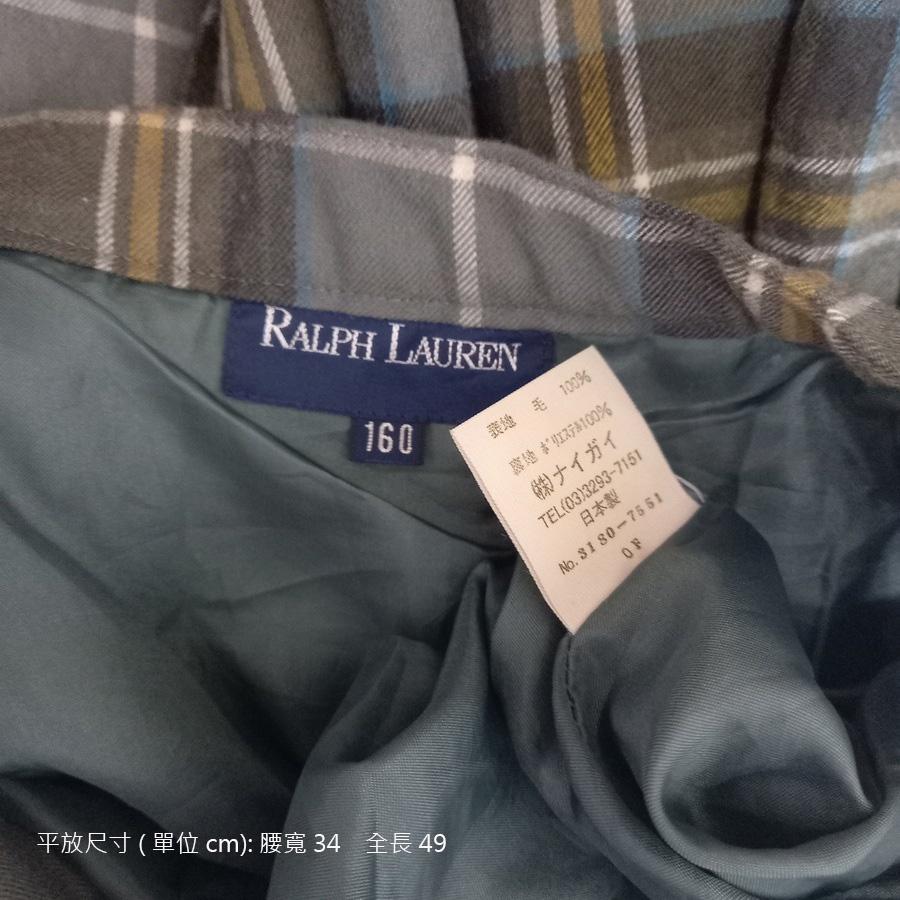 RALPH LAUREN
160
表地 毛 100%
裏地 ポリエステル100%
㈱ナイガイ
TEL(03)3293-7151
日本製
No. 3180-7551
OF
平放尺寸 ( 單位 cm): 腰寬 34 全長 49